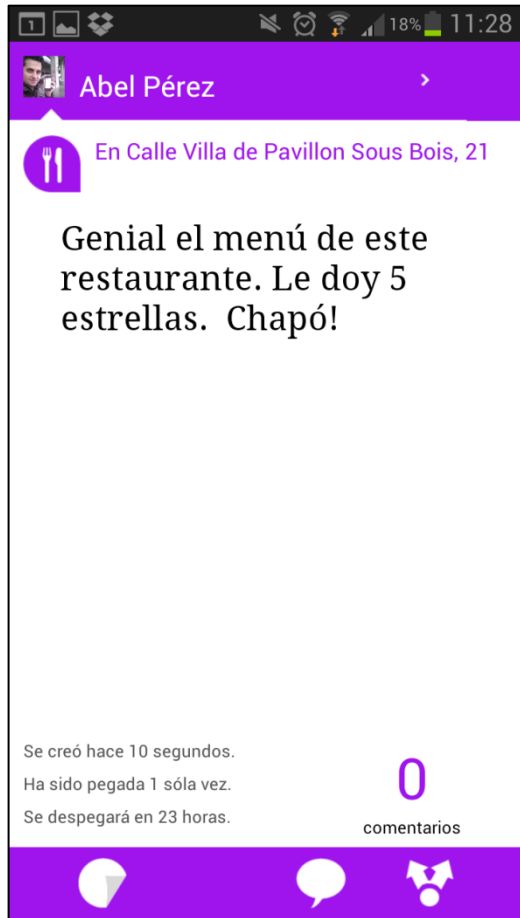 1
18%
11:28
Abel Pérez
En Calle Villa de Pavillon Sous Bois, 21
Genial el menú de este
restaurante. Le doy 5
estrellas.  Chapó!
Se creó hace 10 segundos.
Ha sido pegada 1 sóla vez.
Se despegará en 23 horas.
0
comentarios